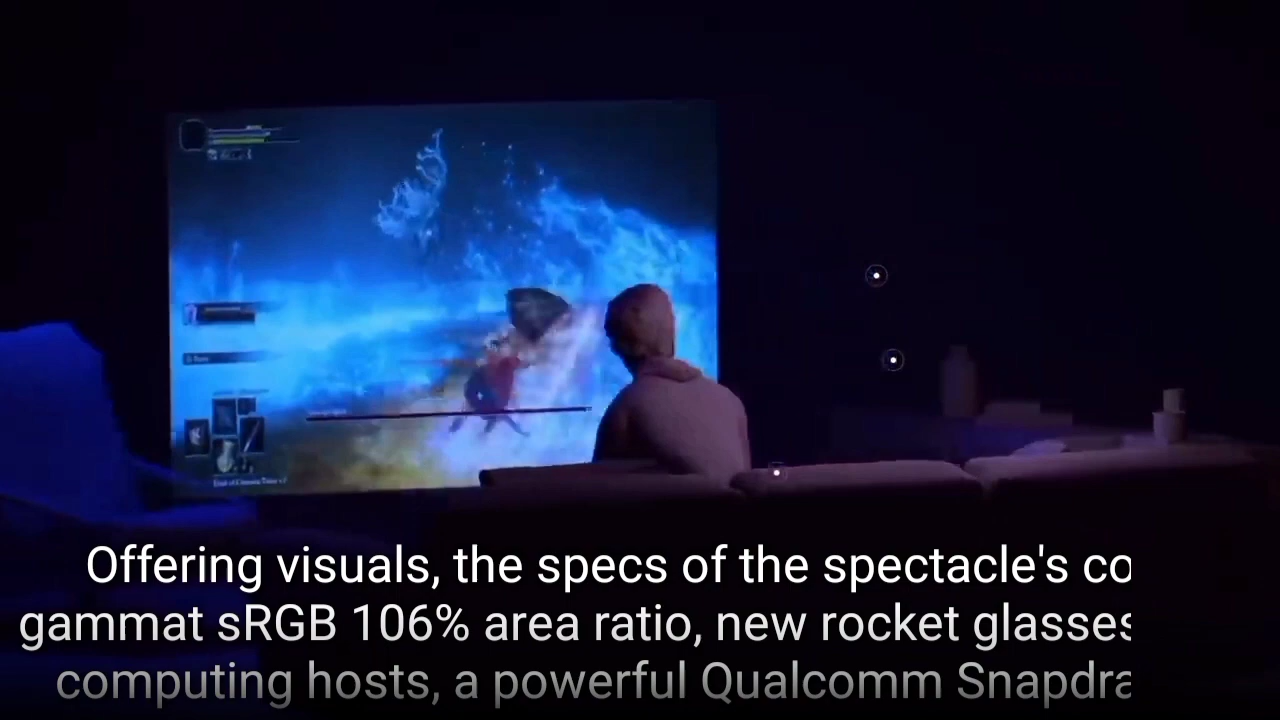 Offering visuals, the specs of the spectacle's co
gammat sRGB 106% area ratio, new rocket glasses
computing hosts, a powerful Qualcomm Snapdra